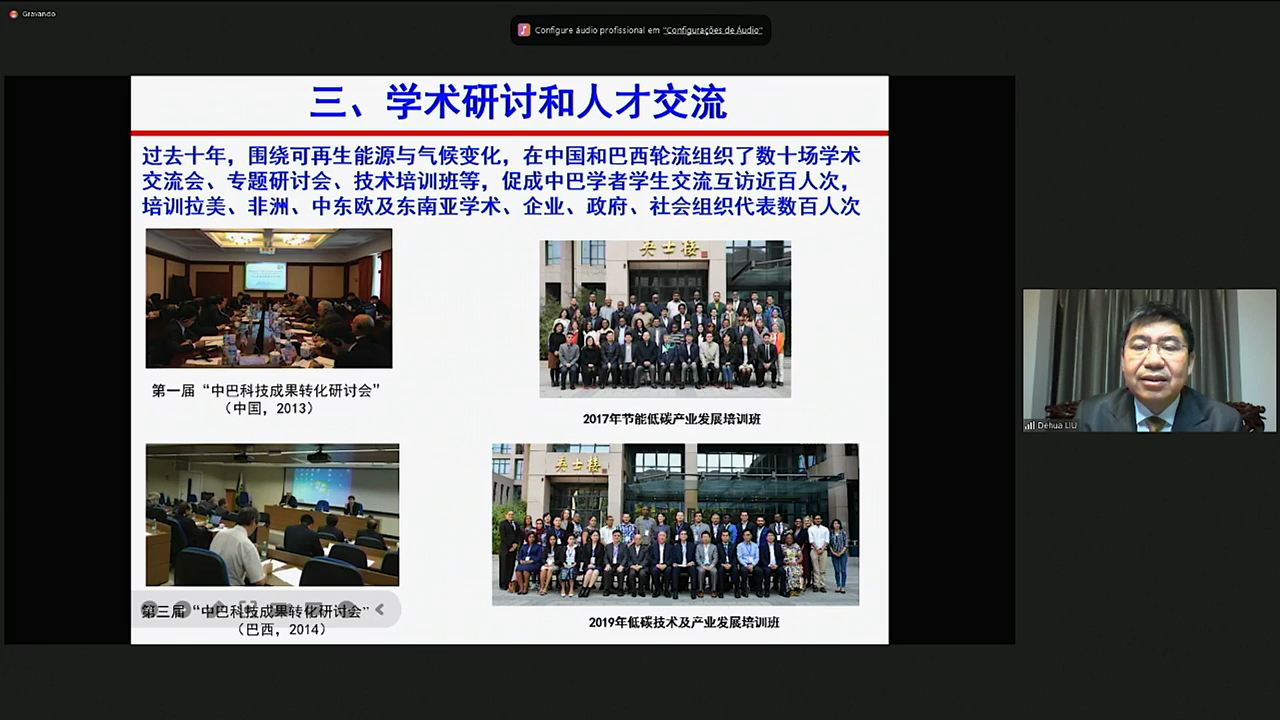 Gravando
Configure áudio profissional em "Configurações de Áudio"
三、学术研讨和人才交流
过去十年，围绕可再生能源与气候变化，在中国和巴西轮流组织了数十场学术
交流会、专题研讨会、技术培训班等，促成中巴学者学生交流互访近百人次，
培训拉美、非洲、中东欧及东南亚学术、企业、政府、社会组织代表数百人次
第一届“中巴科技成果转化研讨会”
（中国，2013）
2017年节能低碳产业发展培训班
第三届“中巴科技成果转化研讨会”
（巴西，2014）
2019年低碳技术及产业发展培训班
Dehua LIU